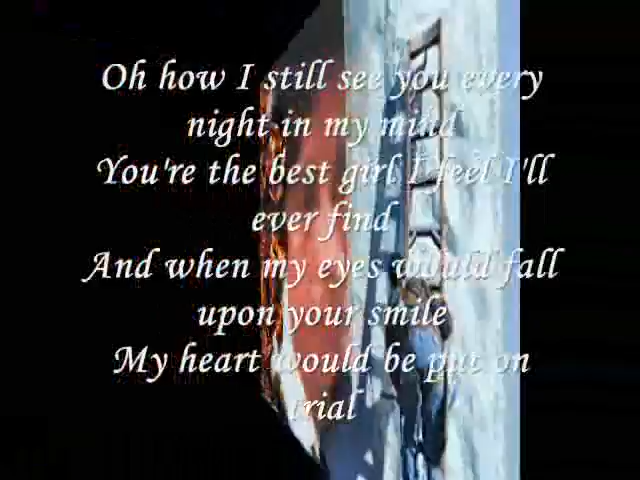 Oh how I still see you every
night in my mind
You're the best girl I feel I'll
ever find
And when my eyes would fall
upon your smile
My heart would be put on
trial